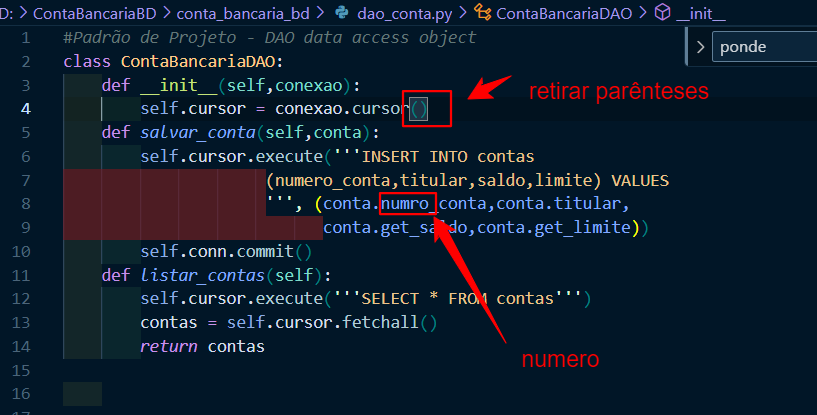 D: > ContaBancariaBD > conta_bancaria_bd > dao_conta.py > ContaBancariaDAO > __init__
1 #Padrão de Projeto - DAO data access object
> ponde
2 class ContaBancariaDAO:
3 def __init__(self,conexao):
4 self.cursor = conexao.cursor()
retirar parênteses
5 def salvar_conta(self,conta):
6 self.cursor.execute('''INSERT INTO contas
7 (numero_conta,titular,saldo,limite) VALUES
8 ''', (conta.numro_conta,conta.titular,
9 conta.get_saldo,conta.get_limite))
10 self.conn.commit()
11 def listar_contas(self):
12 self.cursor.execute('''SELECT * FROM contas''')
13 contas = self.cursor.fetchall()
14 return contas
numero
15
16